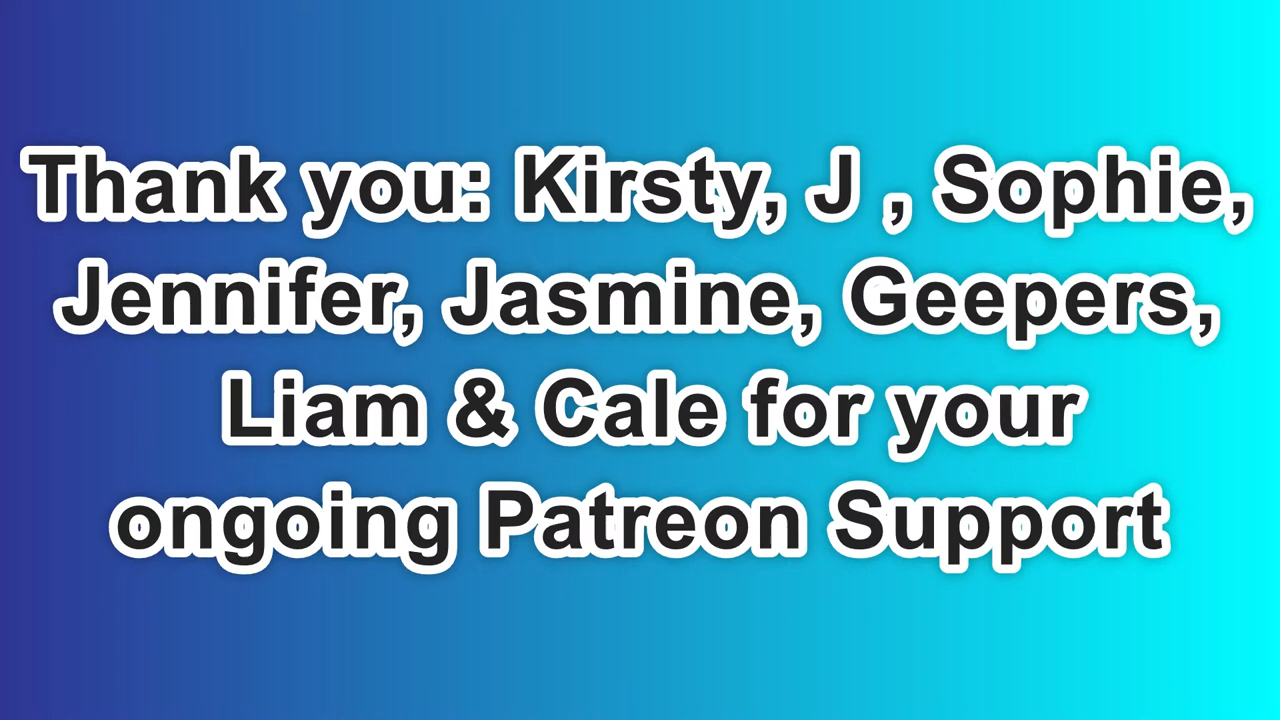 Thank you: Kirsty, J , Sophie,
Jennifer, Jasmine, Geepers,
Liam & Cale for your
ongoing Patreon Support